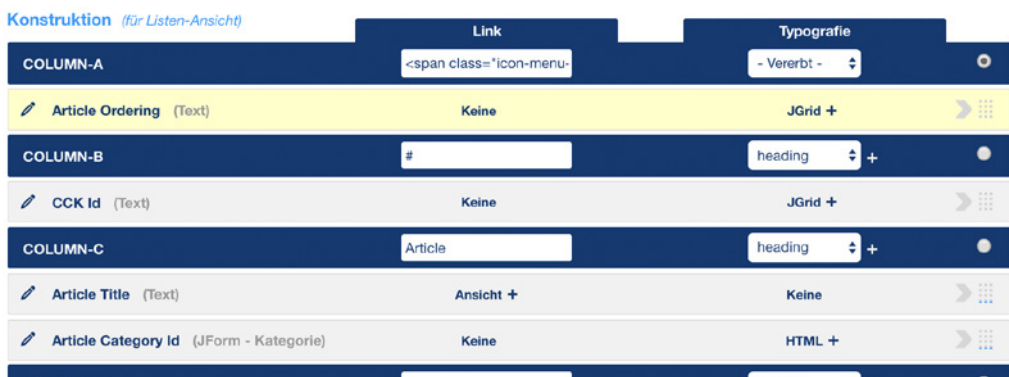 Konstruktion (für Listen-Ansicht)
Link Typografie
COLUMN-A <span class="icon-menu- - Vererbt -
Article Ordering (Text) Keine JGrid +
COLUMN-B # heading +
CCK Id (Text) Keine JGrid +
COLUMN-C Article heading +
Article Title (Text) Ansicht + Keine
Article Category Id (JForm - Kategorie) Keine HTML +